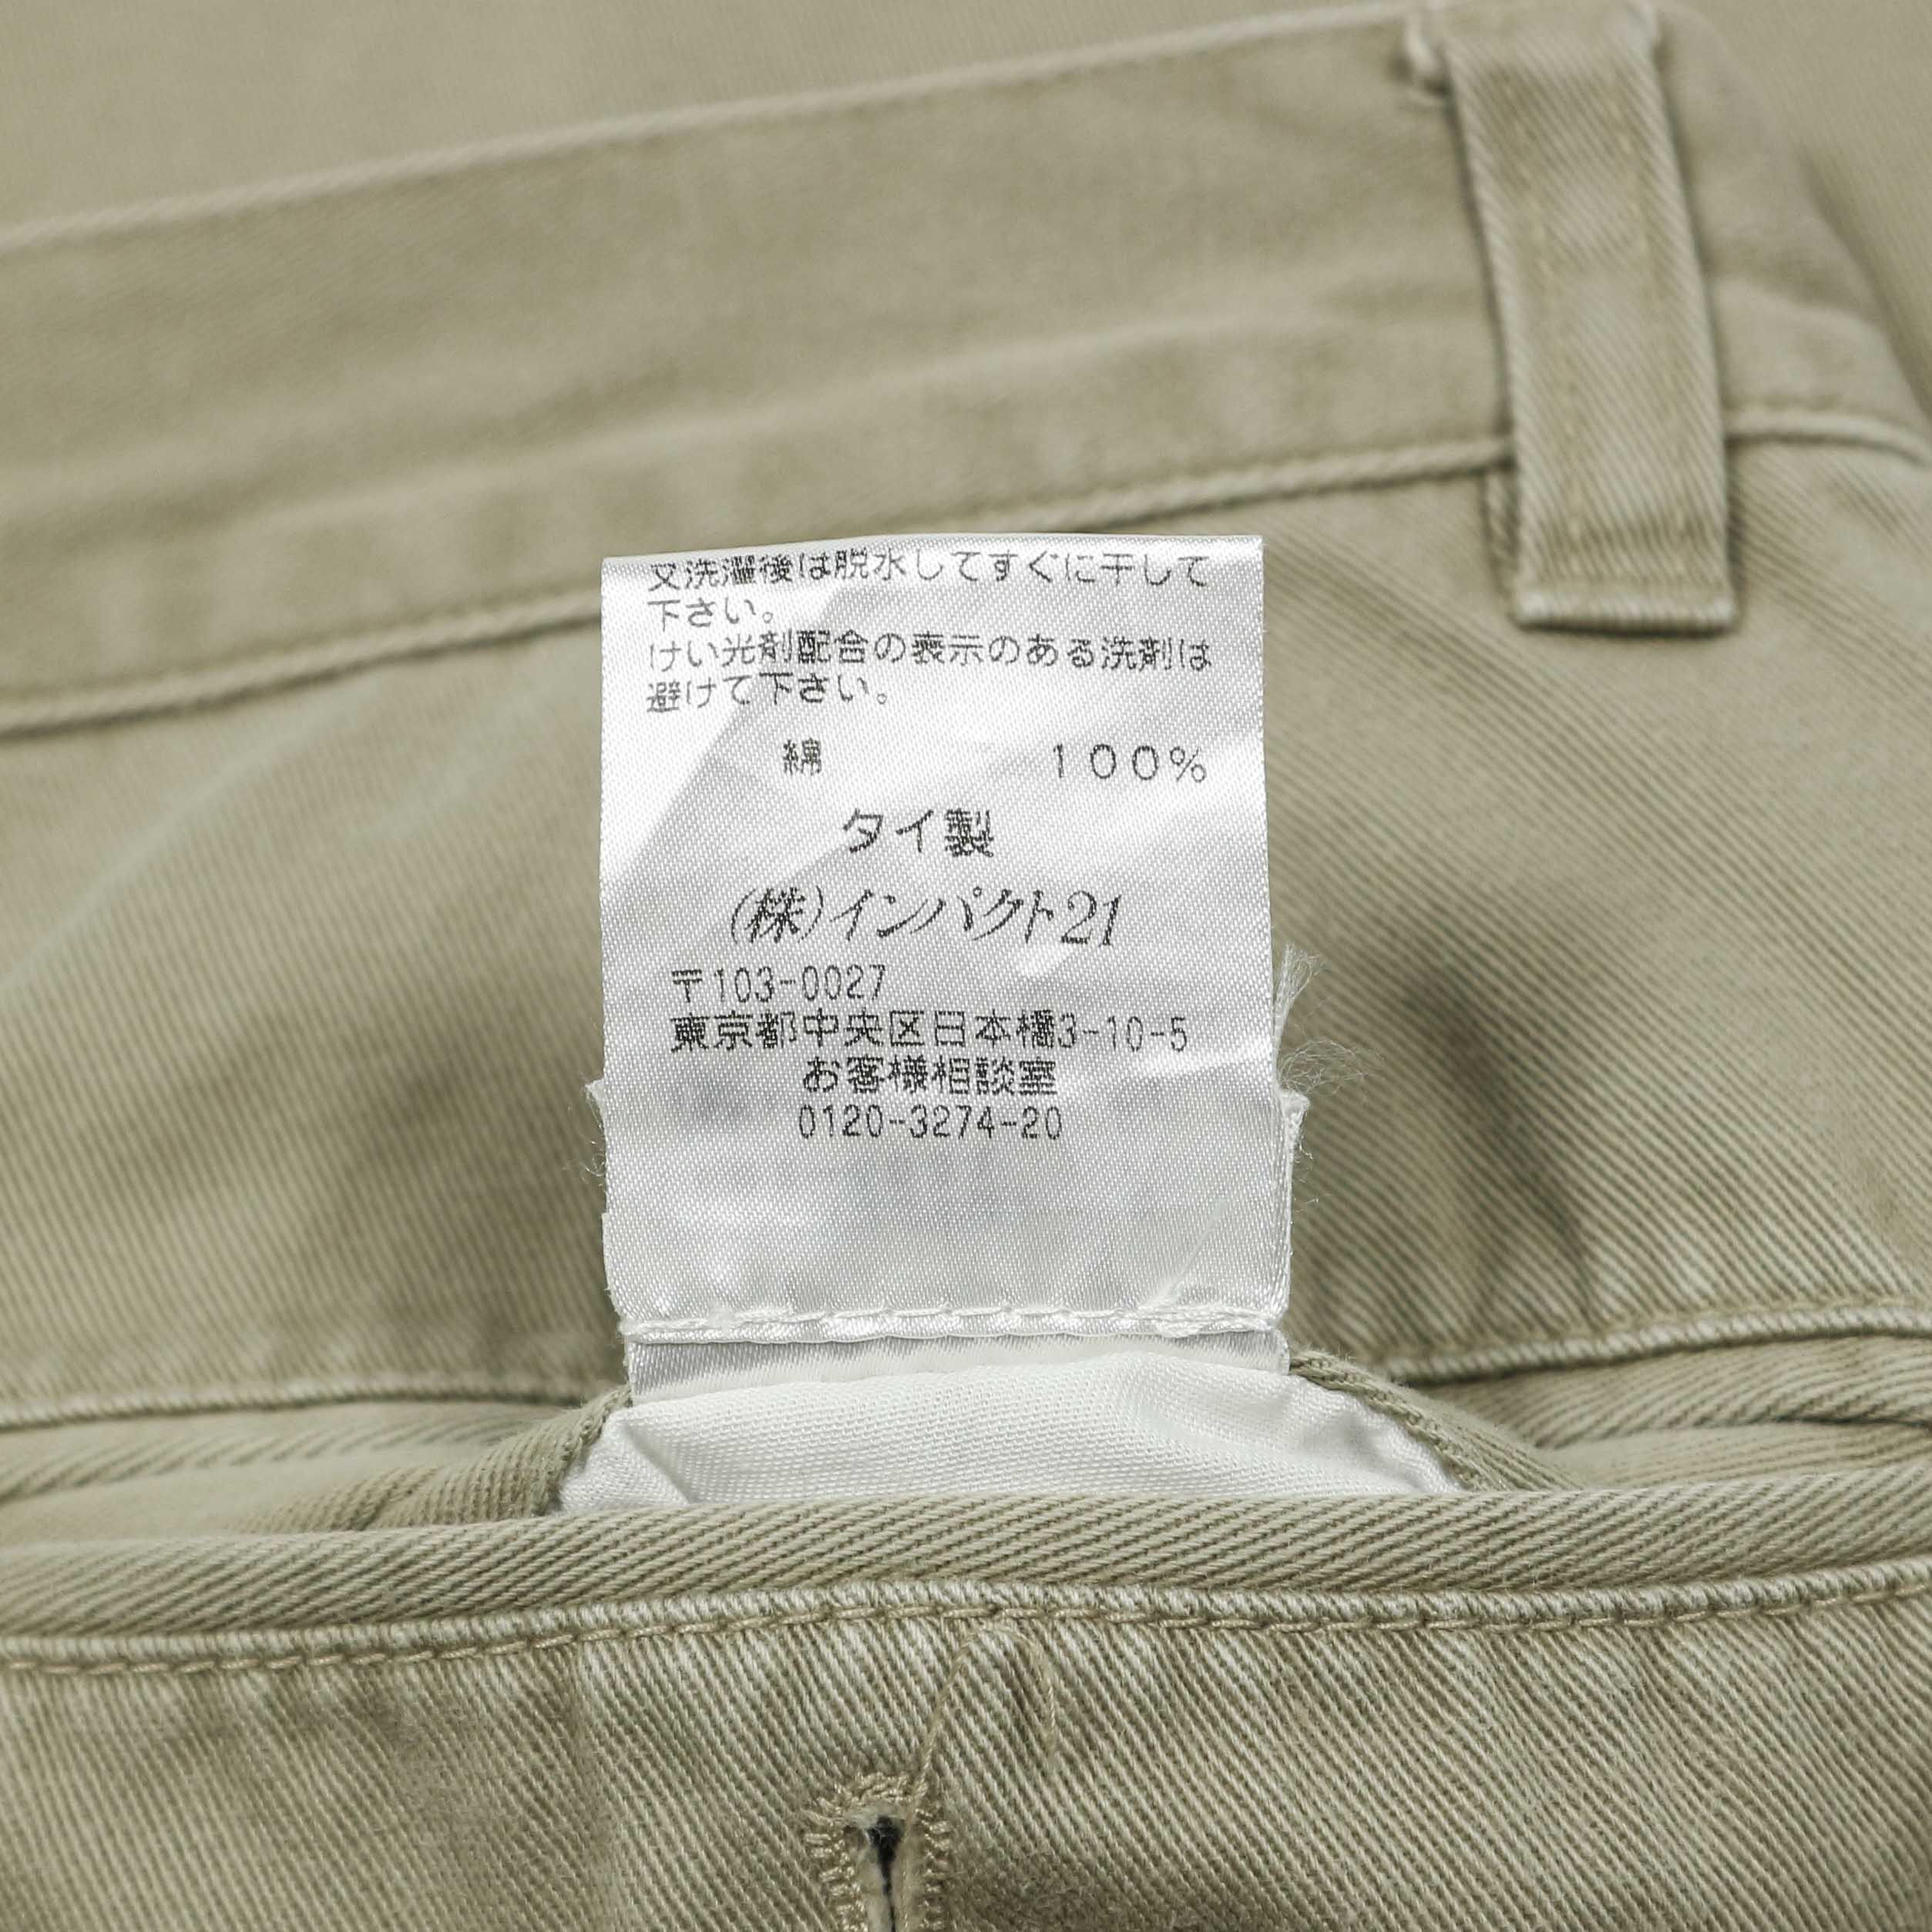 又洗濯後は脱水してすぐに干して
下さい。
けい光剤配合の表示のある洗剤は
避けて下さい。
綿 100%
タイ製
(株)インパクト21
〒103-0027
東京都中央区日本橋3-10-5
お客様相談室
0120-3274-20